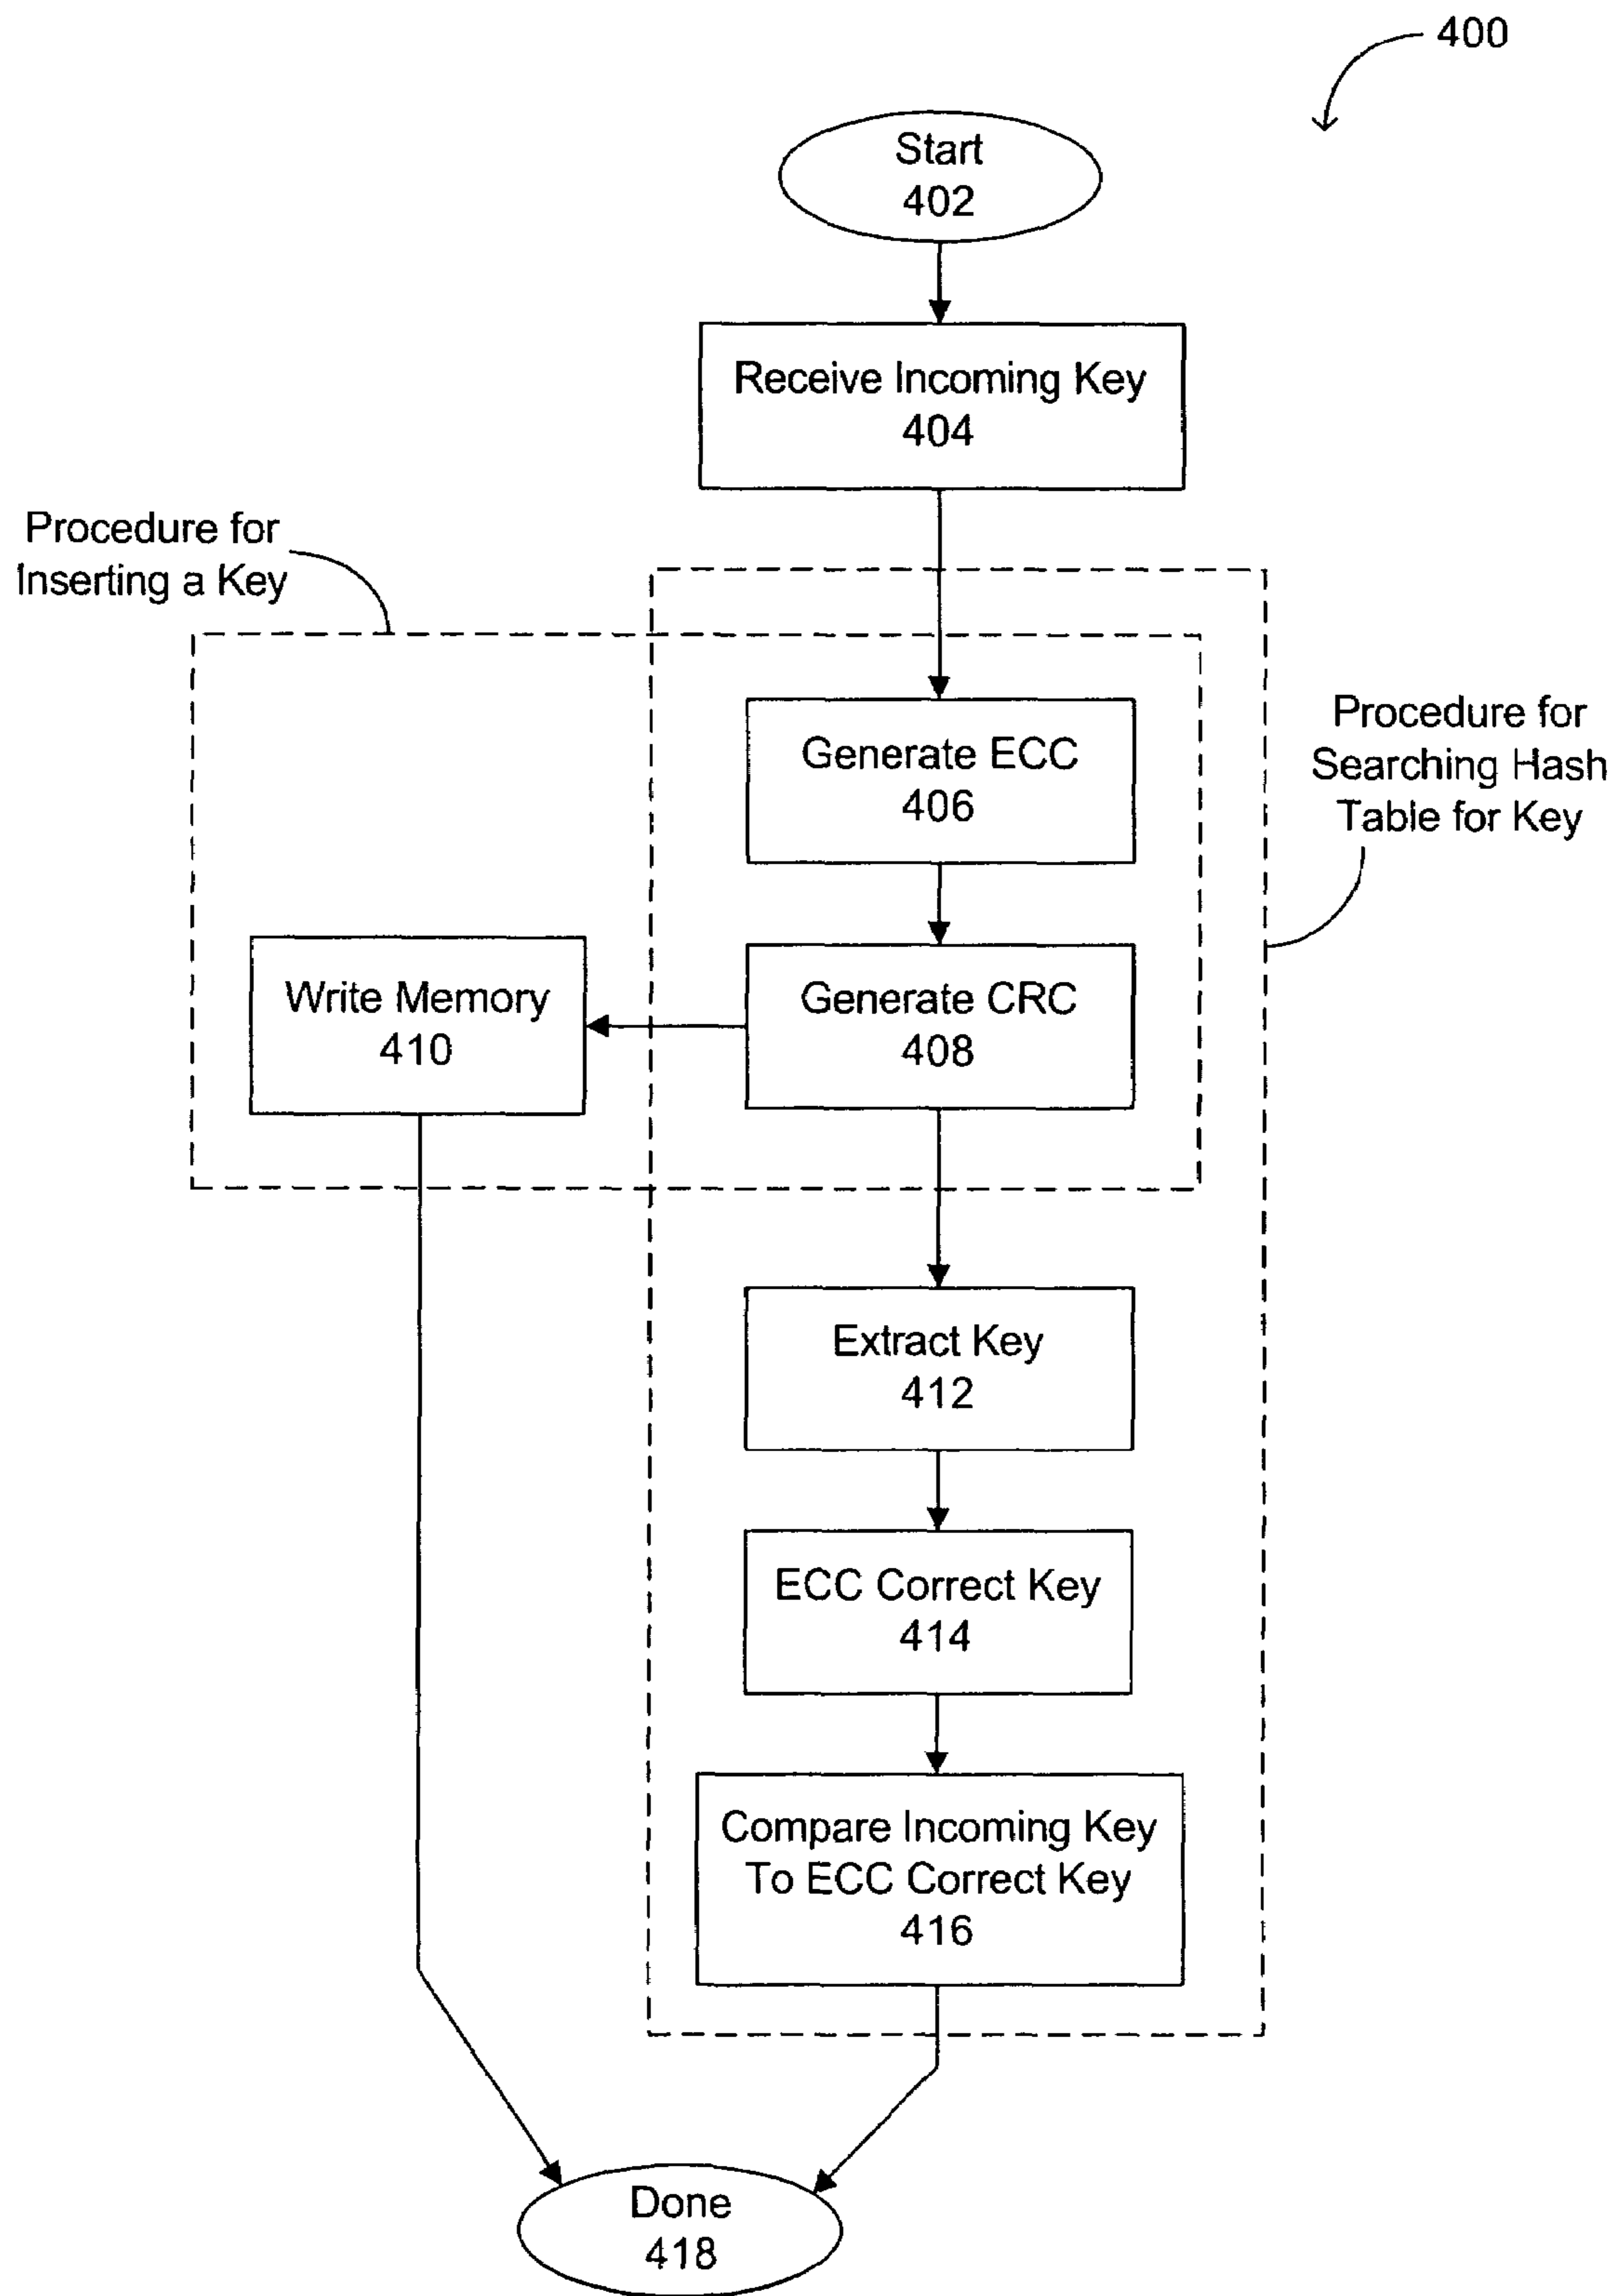 400
Start
402
Receive Incoming Key
404
Procedure for
Inserting a Key
Generate ECC
406
Procedure for
Searching Hash
Table for Key
Write Memory
410
Generate CRC
408
Extract Key
412
ECC Correct Key
414
Compare Incoming Key
To ECC Correct Key
416
Done
418